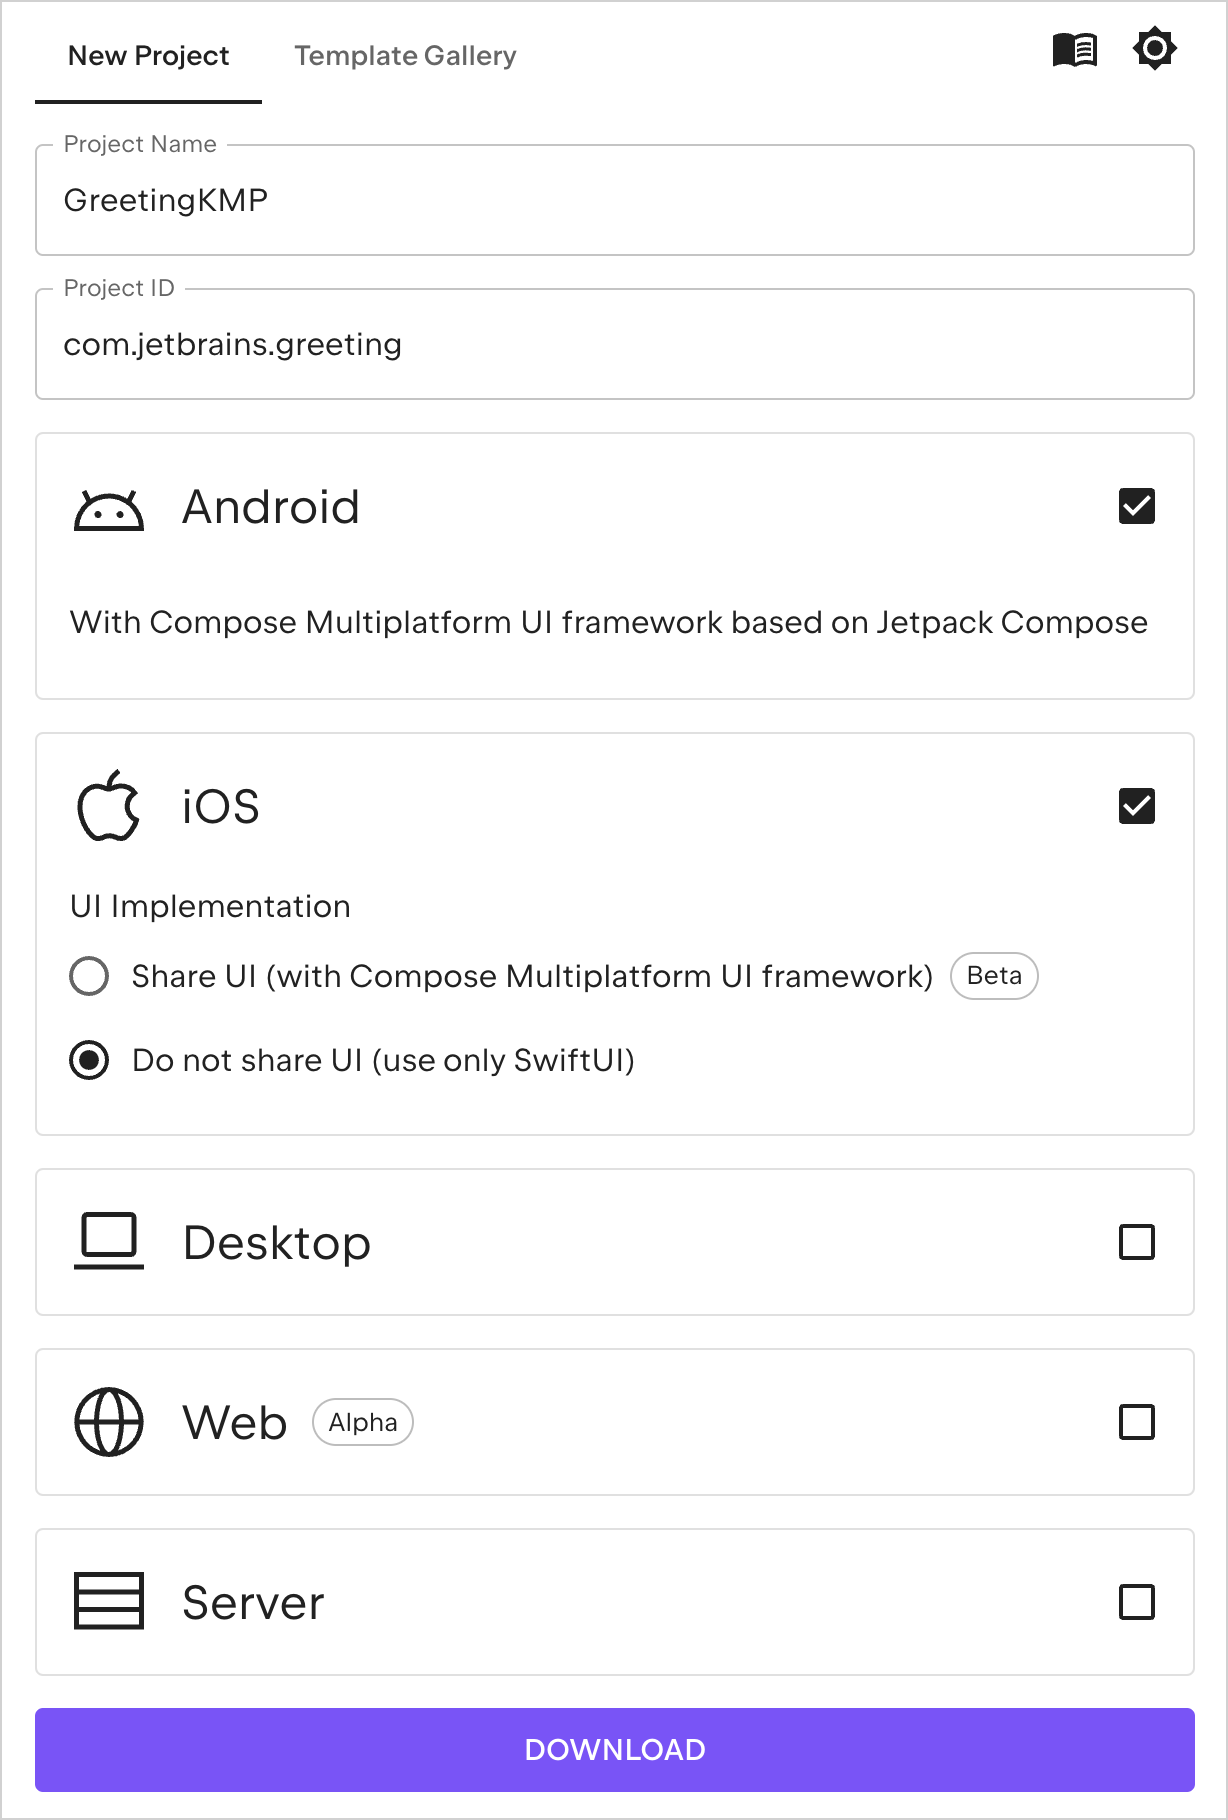 New Project Template Gallery
Project Name
GreetingKMP
Project ID
com.jetbrains.greeting
Android
With Compose Multiplatform UI framework based on Jetpack Compose
iOS
UI Implementation
Share UI (with Compose Multiplatform UI framework) Beta
Do not share UI (use only SwiftUI)
Desktop
Web Alpha
Server
DOWNLOAD